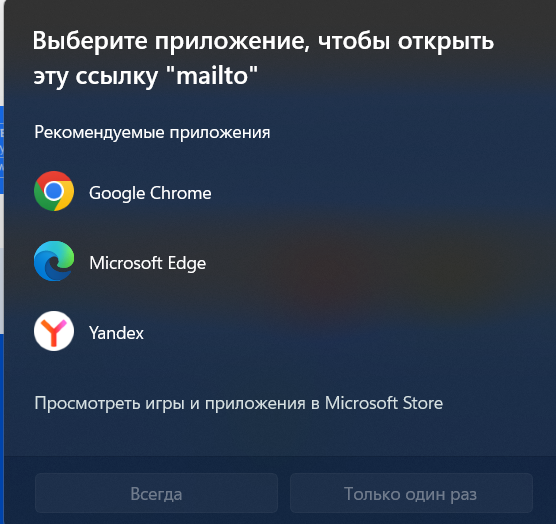 Выберите приложение, чтобы открыть
эту ссылку "mailto"
Рекомендуемые приложения
Google Chrome
Microsoft Edge
Yandex
Просмотреть игры и приложения в Microsoft Store
Всегда
Только один раз